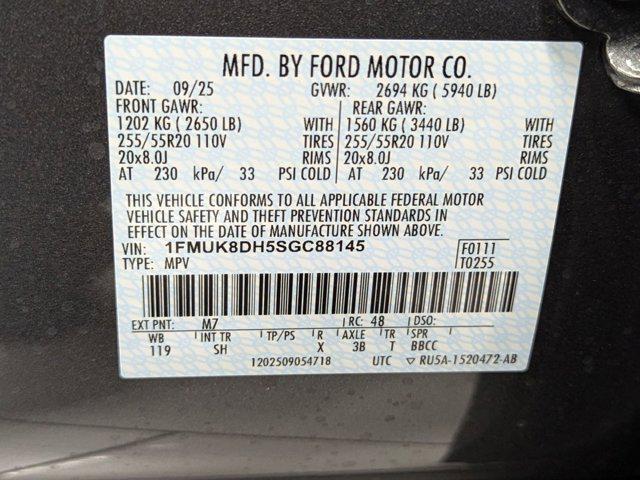 MFD. BY FORD MOTOR CO.
DATE: 09/25 GVWR: 2694 KG ( 5940 LB)
FRONT GAWR: REAR GAWR:
1202 KG ( 2650 LB) WITH 1560 KG ( 3440 LB) WITH
255/55R20 110V TIRES 255/55R20 110V TIRES
20x8.0J RIMS 20x8.0J RIMS
AT 230 kPa/ 33 PSI COLD AT 230 kPa/ 33 PSI COLD
THIS VEHICLE CONFORMS TO ALL APPLICABLE FEDERAL MOTOR
VEHICLE SAFETY AND THEFT PREVENTION STANDARDS IN
EFFECT ON THE DATE OF MANUFACTURE SHOWN ABOVE.
VIN: 1FMUK8DH5SGC88145 F0111
TYPE: MPV T0255
EXT PNT: M7 RC: 48 DSO:
WB INT TR TP/PS R AXLE TR SPR
119 SH X 3B T BBCC
1202509054718 UTC ▽ RU5A-1520472-AB